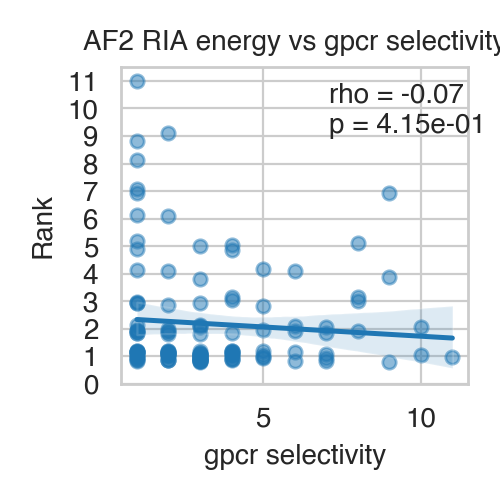 AF2 RIA energy vs gpcr selectivity
rho = -0.07
p = 4.15e-01
11
10
9
8
7
6
5
4
3
2
1
0
Rank
5 10
gpcr selectivity